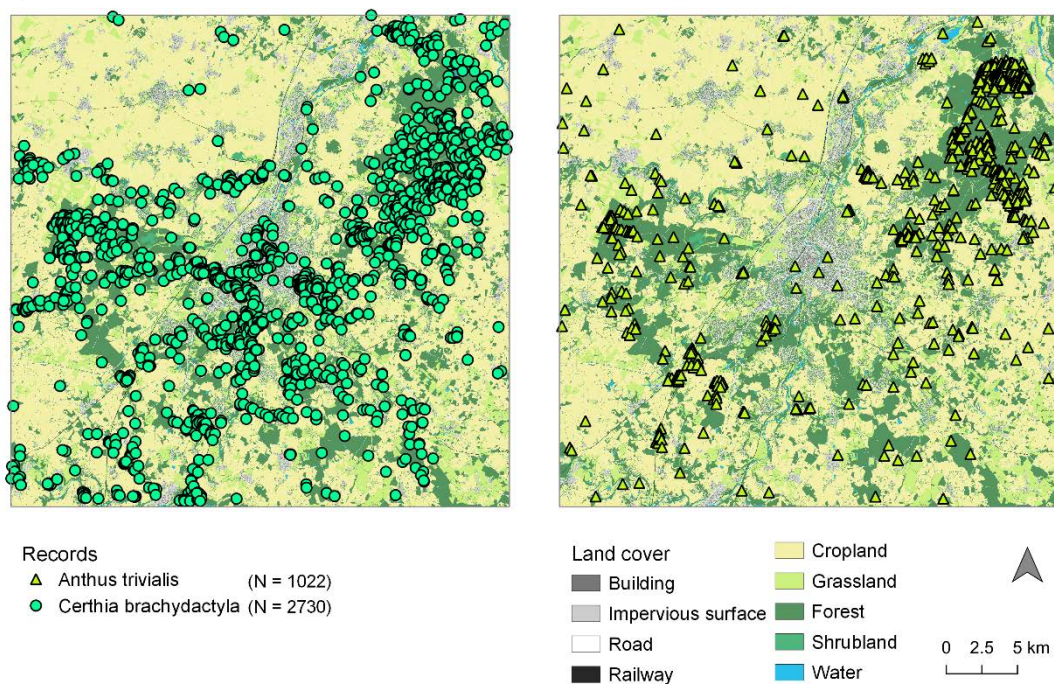 Records
Anthus trivialis (N = 1022)
Certhia brachydactyla (N = 2730)
Land cover
Building
Impervious surface
Road
Railway
Cropland
Grassland
Forest
Shrubland
Water
0 2.5 5 km